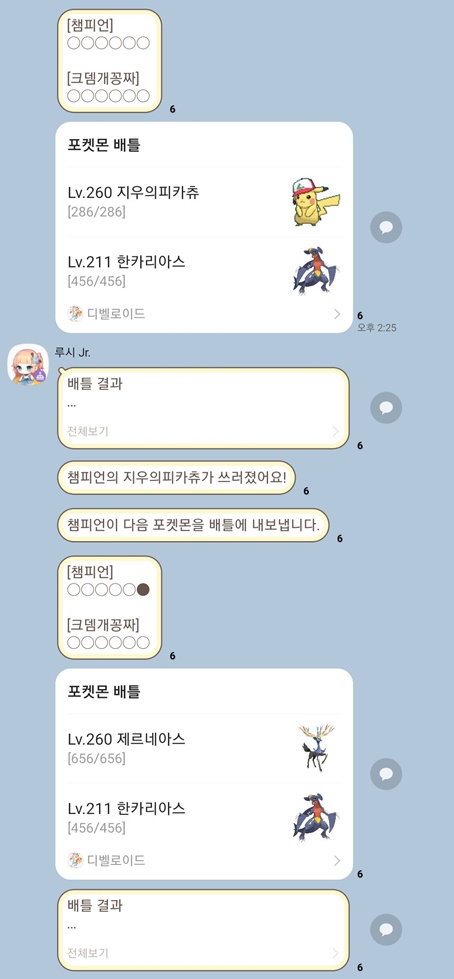 [챔피언]
○○○○○○
[크뎀개꽁짜]
○○○○○○
6
포켓몬 배틀
Lv.260 지우의피카츄
[286/286]
Lv.211 한카리아스
[456/456]
디벨로이드
6
오후 2:25
루시 Jr.
배틀 결과
...
전체보기
6
챔피언의 지우의피카츄가 쓰러졌어요!
6
챔피언이 다음 포켓몬을 배틀에 내보냅니다.
6
[챔피언]
○○○○○●
[크뎀개꽁짜]
○○○○○○
6
포켓몬 배틀
Lv.260 제르네아스
[656/656]
Lv.211 한카리아스
[456/456]
디벨로이드
6
배틀 결과
...
전체보기
6